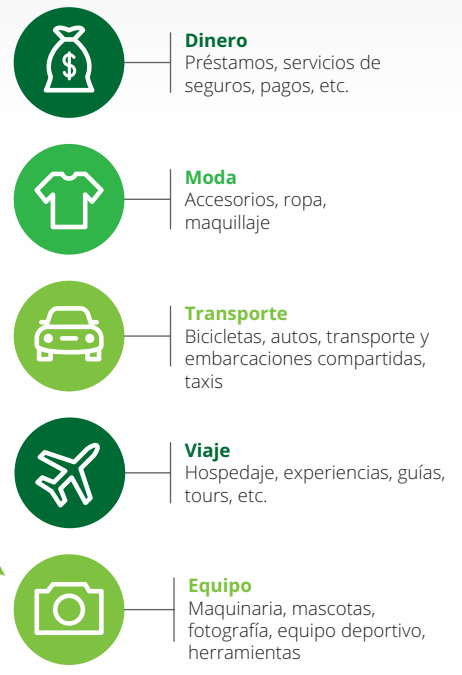 $
Dinero
Préstamos, servicios de
seguros, pagos, etc.
Moda
Accesorios, ropa,
maquillaje
Transporte
Bicicletas, autos, transporte y
embarcaciones compartidas,
taxis
Viaje
Hospedaje, experiencias, guías,
tours, etc.
Equipo
Maquinaria, mascotas,
fotografía, equipo deportivo,
herramientas